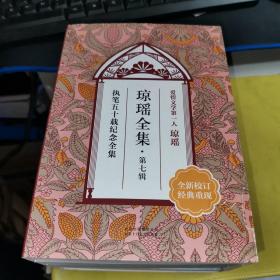 爱情文学第一人 琼瑶
琼瑶全集·第七辑
执笔五十载纪念全集
全新校订
经典重现